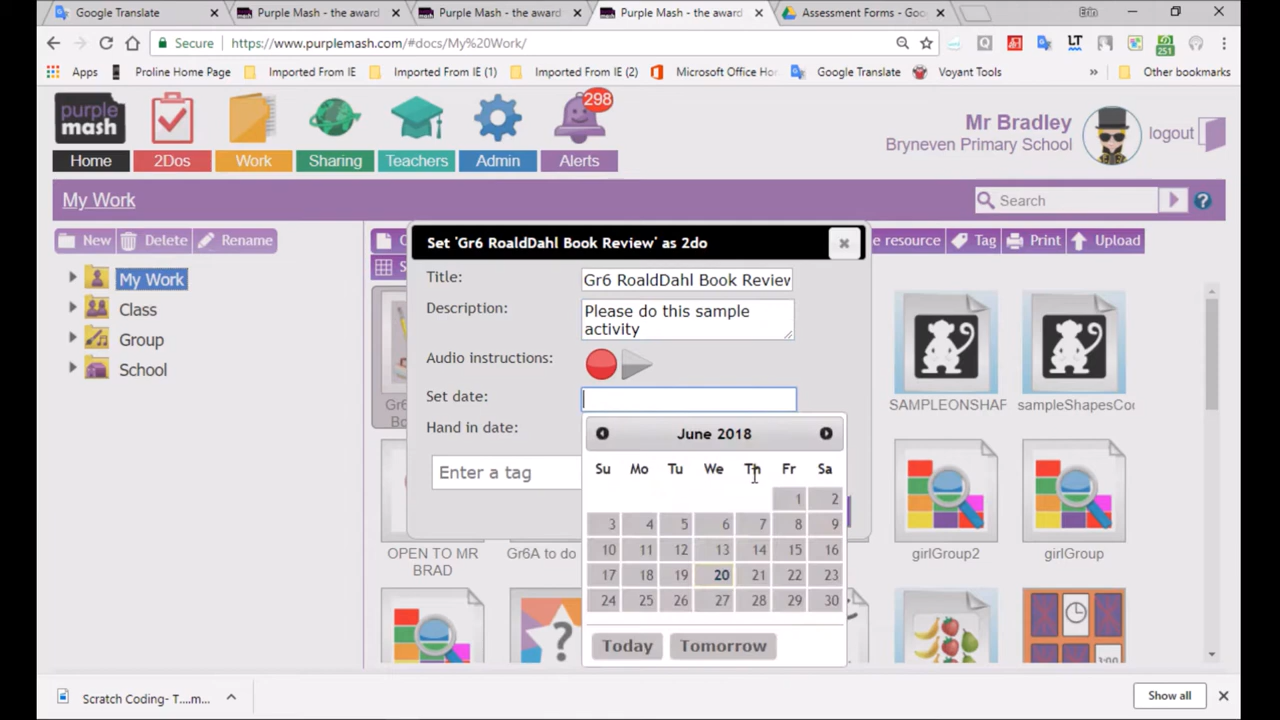 Google Translate
Purple Mash - the award
Purple Mash - the award
Purple Mash - the award
Assessment Forms - Goo
Erin
Secure
https://www.purplemash.com/#docs/My%20Work/
251
Apps
Proline Home Page
Imported From IE
Imported From IE (1)
Imported From IE (2)
Microsoft Office Ho
Google Translate
Voyant Tools
»
Other bookmarks
purple
mash
298
Mr Bradley
Bryneven Primary School
logout
Home
2Dos
Work
Sharing
Teachers
Admin
Alerts
My Work
Search
New
Delete
Rename
e resource
Tag
Print
Upload
My Work
Class
Group
School
Set 'Gr6 RoaldDahl Book Review' as 2do
Title:
Gr6 RoaldDahl Book Review
Description:
Please do this sample
activity
Audio instructions:
Set date:
Hand in date:
Enter a tag
June 2018
Su Mo Tu We Th Fr Sa
1 2
3 4 5 6 7 8 9
10 11 12 13 14 15 16
17 18 19 20 21 22 23
24 25 26 27 28 29 30
Today
Tomorrow
SAMPLEONSHAF
sampleShapesCo
OPEN TO MR
BRAD
Gr6A to do
girlGroup2
girlGroup
Scratch Coding- T....m...
Show all